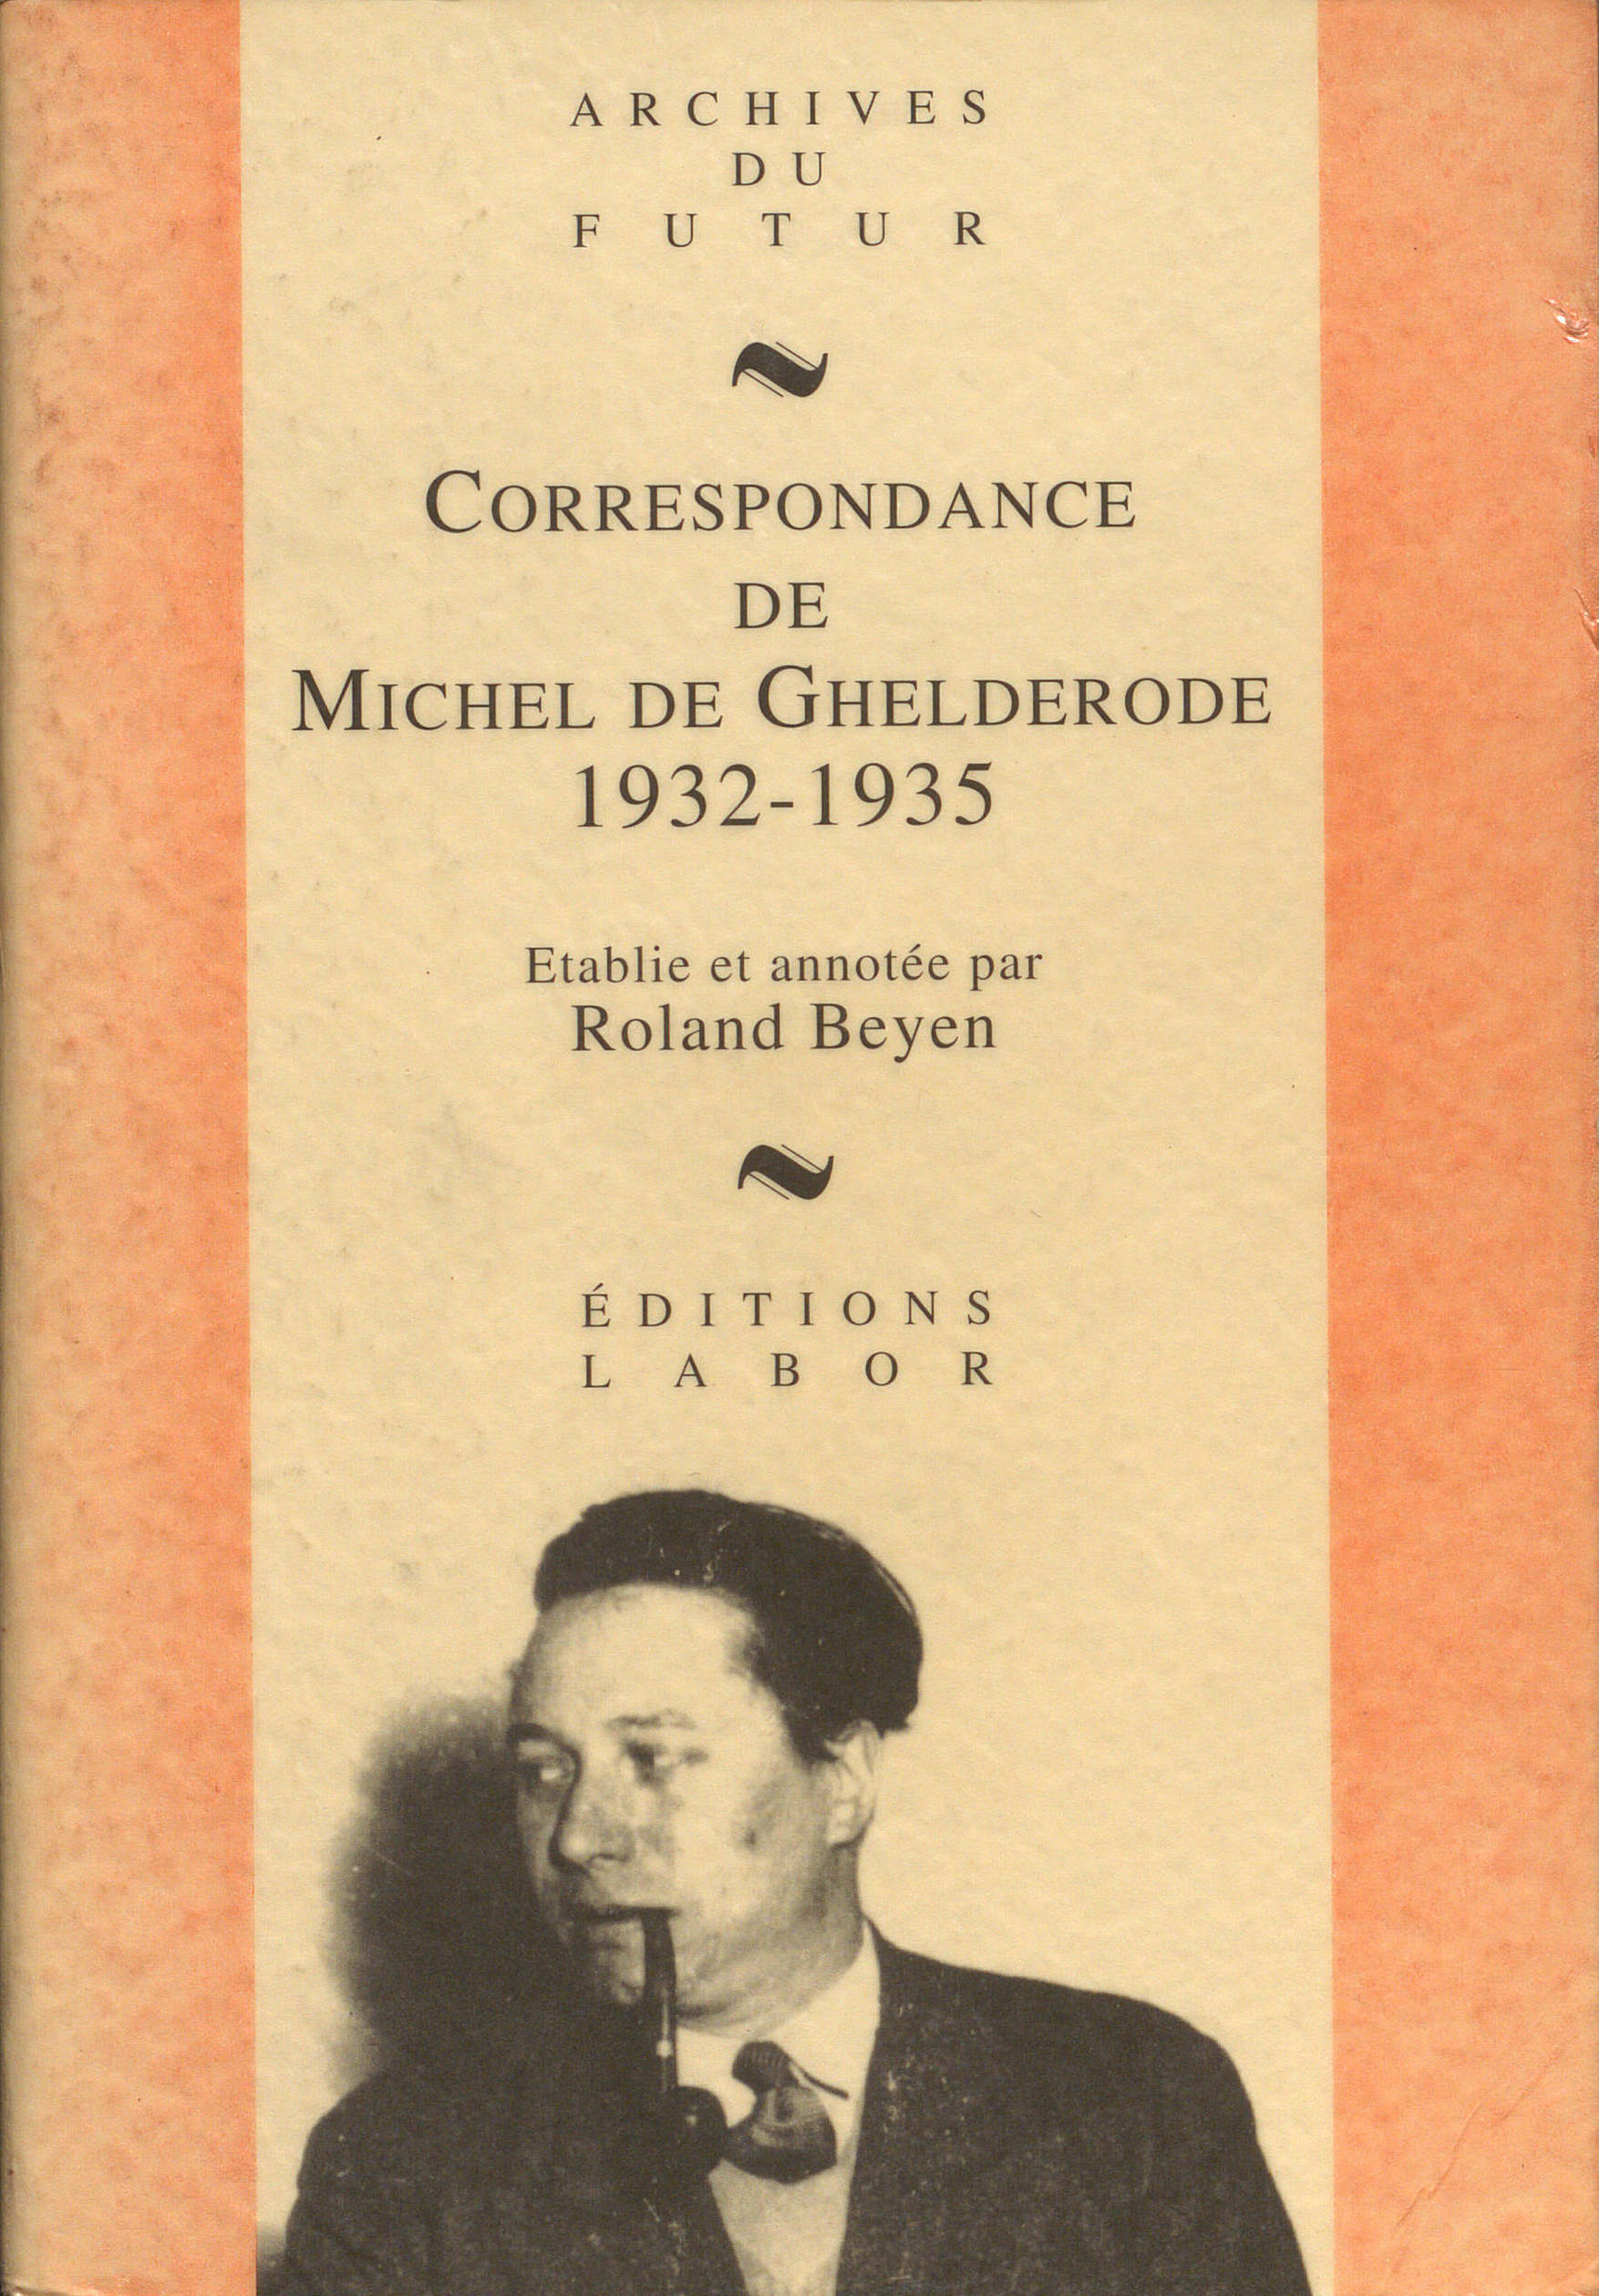 ARCHIVES
DU
FUTUR
CORRESPONDANCE
DE
MICHEL DE GHELDERODE
1932-1935
Etablie et annotée par
Roland Beyen
ÉDITIONS
LABOR